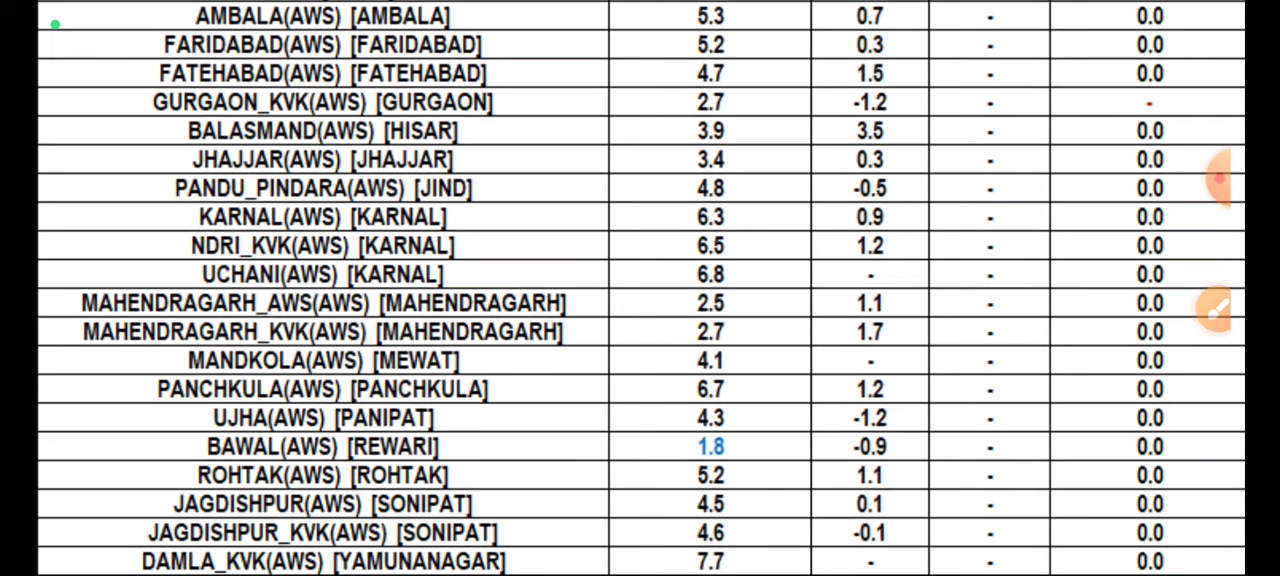 AMBALA(AWS) [AMBALA] 5.3 0.7 - 0.0
FARIDABAD(AWS) [FARIDABAD] 5.2 0.3 - 0.0
FATEHABAD(AWS) [FATEHABAD] 4.7 1.5 - 0.0
GURGAON_KVK(AWS) [GURGAON] 2.7 -1.2 - -
BALASMAND(AWS) [HISAR] 3.9 3.5 - 0.0
JHAJJAR(AWS) [JHAJJAR] 3.4 0.3 - 0.0
PANDU_PINDARA(AWS) [JIND] 4.8 -0.5 - 0.0
KARNAL(AWS) [KARNAL] 6.3 0.9 - 0.0
NDRI_KVK(AWS) [KARNAL] 6.5 1.2 - 0.0
UCHANI(AWS) [KARNAL] 6.8 - - 0.0
MAHENDRAGARH_AWS(AWS) [MAHENDRAGARH] 2.5 1.1 - 0.0
MAHENDRAGARH_KVK(AWS) [MAHENDRAGARH] 2.7 1.7 - 0.0
MANDKOLA(AWS) [MEWAT] 4.1 - - 0.0
PANCHKULA(AWS) [PANCHKULA] 6.7 1.2 - 0.0
UJHA(AWS) [PANIPAT] 4.3 -1.2 - 0.0
BAWAL(AWS) [REWARI] 1.8 -0.9 - 0.0
ROHTAK(AWS) [ROHTAK] 5.2 1.1 - 0.0
JAGDISHPUR(AWS) [SONIPAT] 4.5 0.1 - 0.0
JAGDISHPUR_KVK(AWS) [SONIPAT] 4.6 -0.1 - 0.0
DAMLA_KVK(AWS) [YAMUNANAGAR] 7.7 - - 0.0